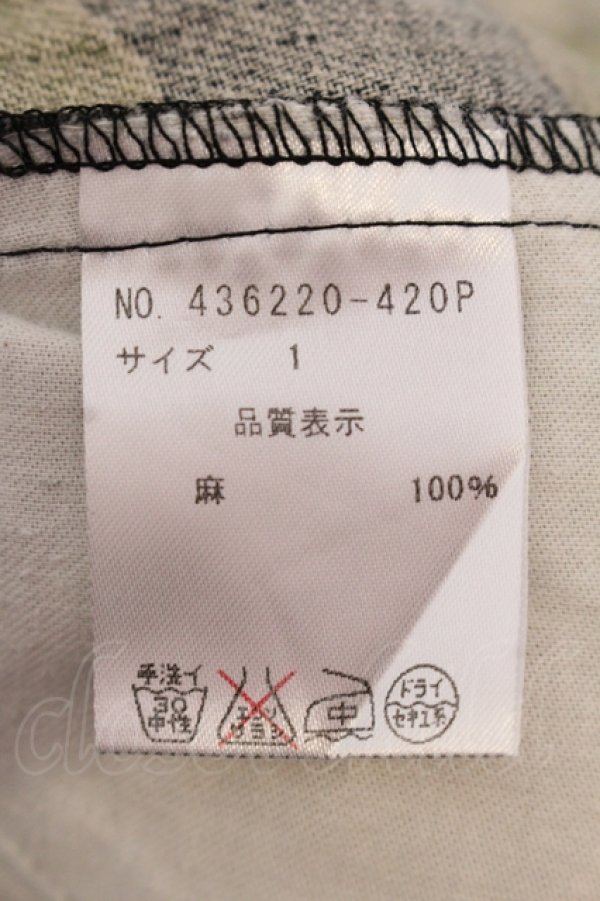 NO. 436220-420P
サイズ 1
品質表示
麻 100%
手洗イ
30
中性
エンソ
サラシ
中
ドライ
セキユ系